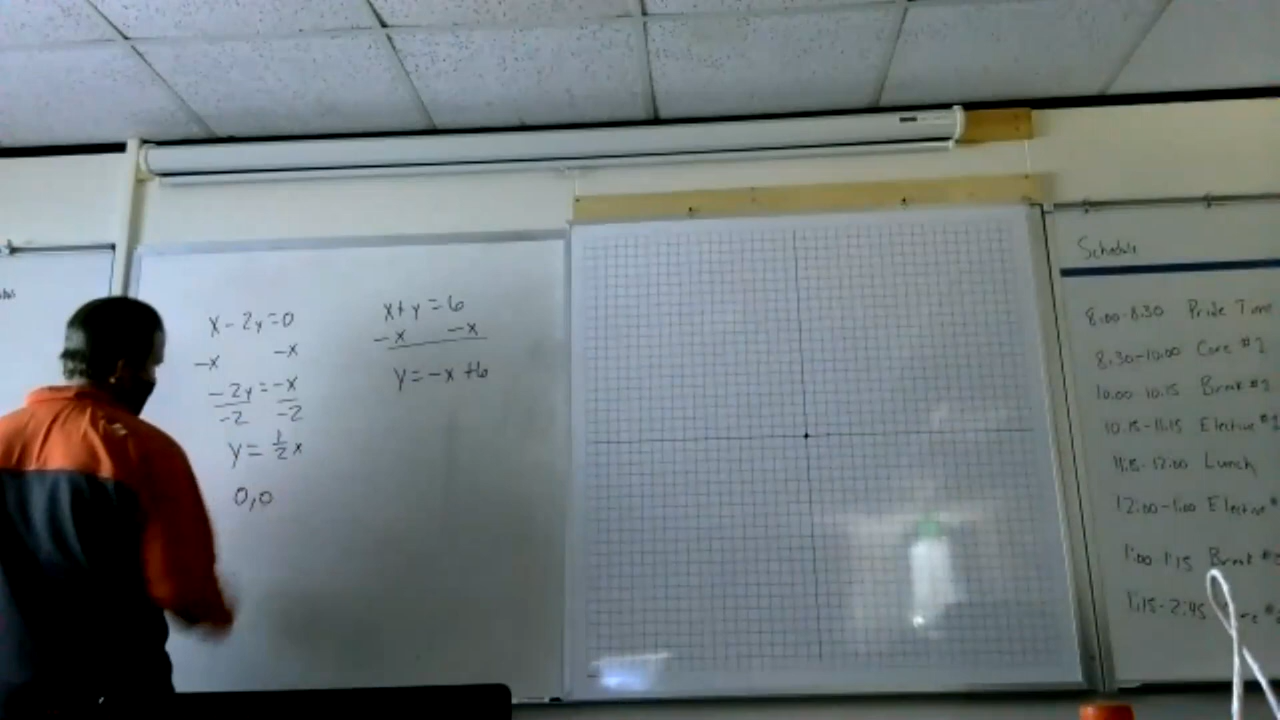 x - 2y = 0
-x -x
-2y = -x
-2 -2
y = 1/2 x
0,0
x + y = 6
-x -x
y = -x + 6
Schedule
8:00-8:30 Pride Time
8:30-10:00 Core #2
10:00-10:15 Break #1
10:15-11:15 Elective #1
11:15-12:00 Lunch
12:00-1:00 Elective #
1:00-1:15 Break #2
1:15-2:45